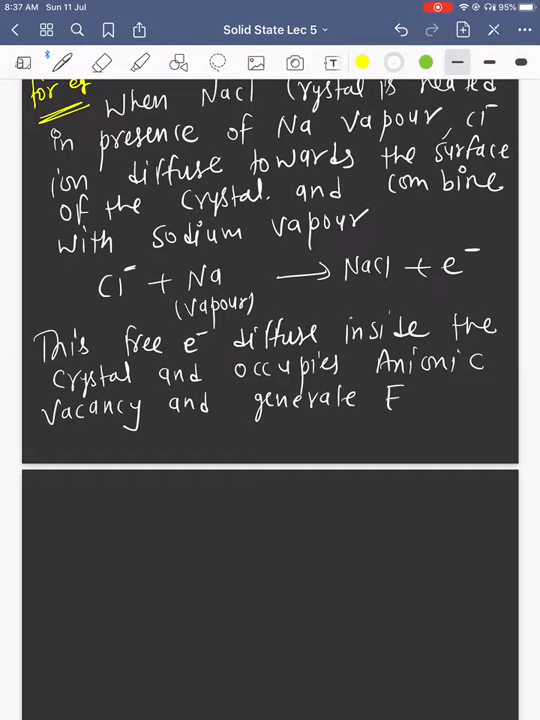 8:37 AM Sun 11 Jul
95%
Solid State Lec 5
for eg When Nacl Crystal is heated
in presence of Na vapour, Cl⁻
ion diffuse towards the surface
of the crystal. and combine
with sodium vapour
Cl⁻ + Na → Nacl + e⁻
(vapour)
This free e⁻ diffuse inside the
crystal and occupies Anionic
vacancy and generate F